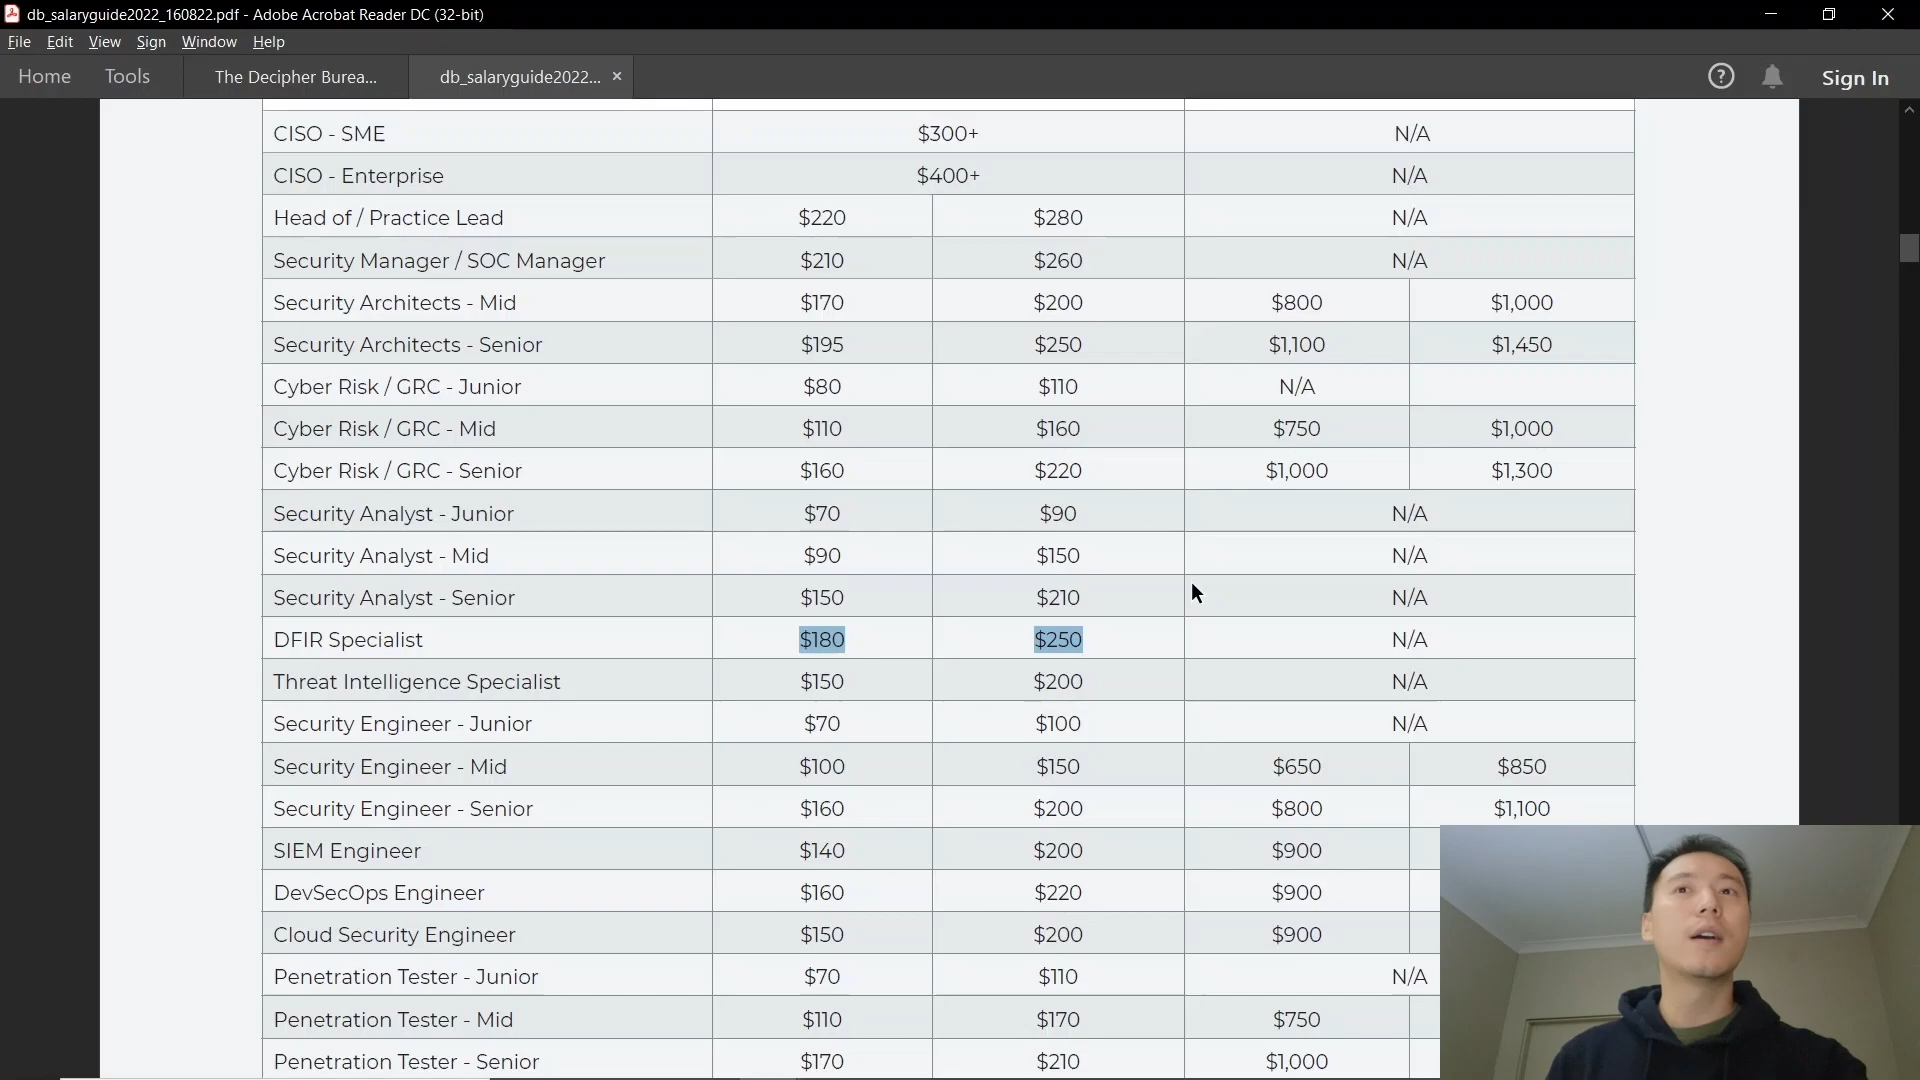 db_salaryguide2022_160822.pdf - Adobe Acrobat Reader DC (32-bit)
File Edit View Sign Window Help
Home Tools The Decipher Burea... db_salaryguide2022... × Sign In
CISO - SME $300+ N/A
CISO - Enterprise $400+ N/A
Head of / Practice Lead $220 $280 N/A
Security Manager / SOC Manager $210 $260 N/A
Security Architects - Mid $170 $200 $800 $1,000
Security Architects - Senior $195 $250 $1,100 $1,450
Cyber Risk / GRC - Junior $80 $110 N/A
Cyber Risk / GRC - Mid $110 $160 $750 $1,000
Cyber Risk / GRC - Senior $160 $220 $1,000 $1,300
Security Analyst - Junior $70 $90 N/A
Security Analyst - Mid $90 $150 N/A
Security Analyst - Senior $150 $210 N/A
DFIR Specialist $180 $250 N/A
Threat Intelligence Specialist $150 $200 N/A
Security Engineer - Junior $70 $100 N/A
Security Engineer - Mid $100 $150 $650 $850
Security Engineer - Senior $160 $200 $800 $1,100
SIEM Engineer $140 $200 $900
DevSecOps Engineer $160 $220 $900
Cloud Security Engineer $150 $200 $900
Penetration Tester - Junior $70 $110 N/A
Penetration Tester - Mid $110 $170 $750
Penetration Tester - Senior $170 $210 $1,000